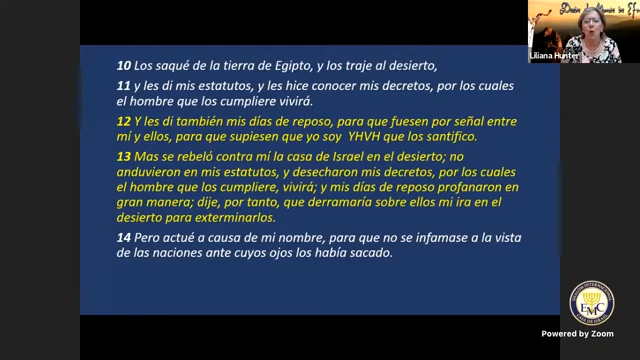 Liliana Hunter
10 Los saqué de la tierra de Egipto, y los traje al desierto,
11 y les di mis estatutos, y les hice conocer mis decretos, por los cuales
el hombre que los cumpliere vivirá.
12 Y les di también mis días de reposo, para que fuesen por señal entre
mí y ellos, para que supiesen que yo soy YHVH que los santifico.
13 Mas se rebeló contra mí la casa de Israel en el desierto; no
anduvieron en mis estatutos, y desecharon mis decretos, por los cuales
el hombre que los cumpliere, vivirá; y mis días de reposo profanaron en
gran manera; dije, por tanto, que derramaría sobre ellos mi ira en el
desierto para exterminarlos.
14 Pero actué a causa de mi nombre, para que no se infamase a la vista
de las naciones ante cuyos ojos los había sacado.
EMC
Powered by Zoom